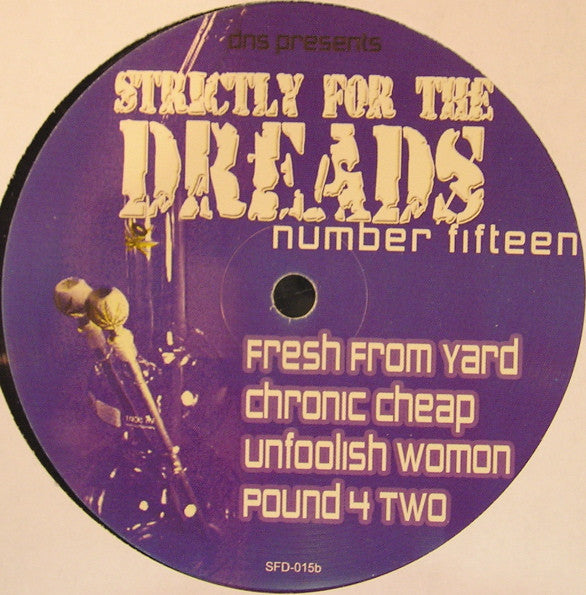 dns presents
STRICTLY FOR THE
DREADS
number fifteen
Fresh From Yard
Chronic Cheap
Unfoolish Womon
Pound 4 Two
SFD-015b